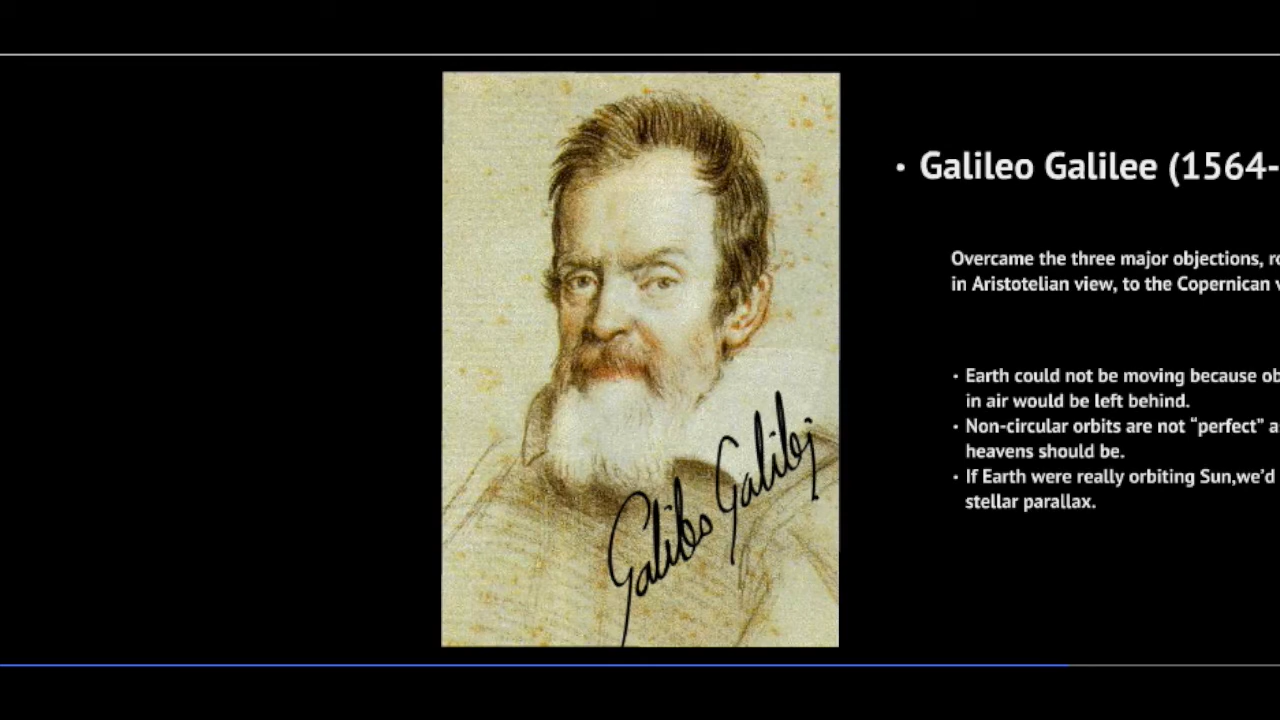 Galileo Galilej
• Galileo Galilee (1564-
Overcame the three major objections,
in Aristotelian view, to the Copernican
• Earth could not be moving because
in air would be left behind.
• Non-circular orbits are not “perfect”
heavens should be.
• If Earth were really orbiting Sun,we'd
stellar parallax.